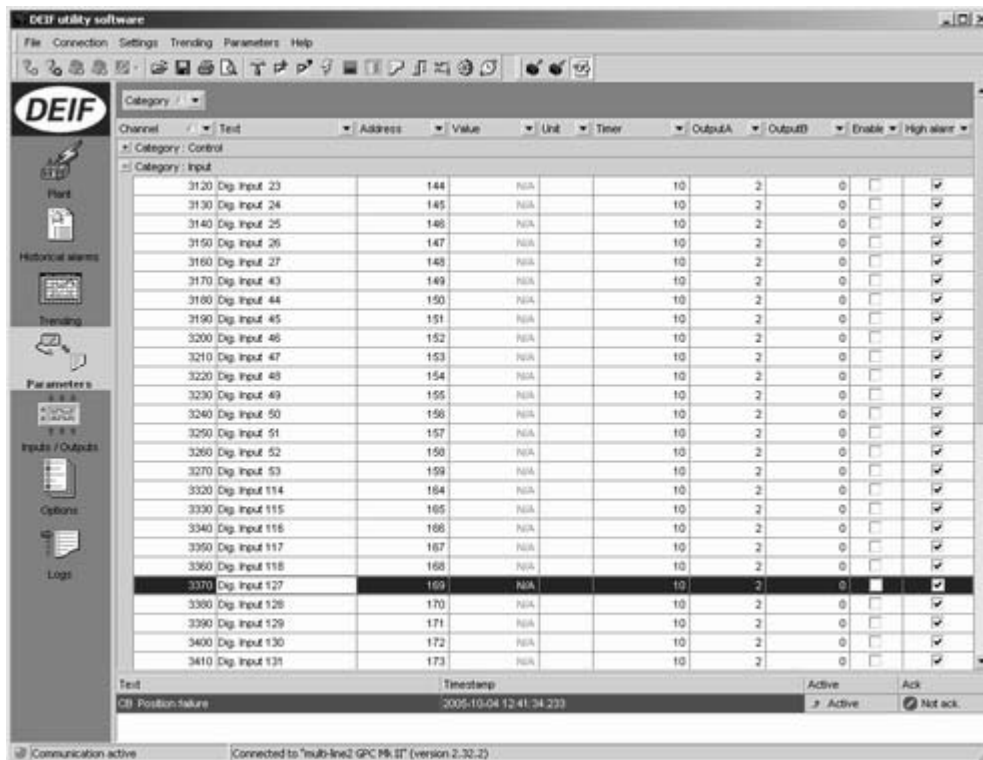 DEIF utility software
File Connection Settings Trending Parameters Help
DEIF
Plant
Historical alarms
Trending
Parameters
Inputs / Outputs
Options
Logs
Category
Channel Text Address Value Unit Timer OutputA OutputB Enable High alarm
Category : Control
Category : Input
3120 Dig. Input 23 144 N/A 10 2 0
3130 Dig. Input 24 145 N/A 10 2 0
3140 Dig. Input 25 146 N/A 10 2 0
3150 Dig. Input 26 147 N/A 10 2 0
3160 Dig. Input 27 148 N/A 10 2 0
3170 Dig. Input 43 149 N/A 10 2 0
3180 Dig. Input 44 150 N/A 10 2 0
3190 Dig. Input 45 151 N/A 10 2 0
3200 Dig. Input 46 152 N/A 10 2 0
3210 Dig. Input 47 153 N/A 10 2 0
3220 Dig. Input 48 154 N/A 10 2 0
3230 Dig. Input 49 155 N/A 10 2 0
3240 Dig. Input 50 156 N/A 10 2 0
3250 Dig. Input 51 157 N/A 10 2 0
3260 Dig. Input 52 158 N/A 10 2 0
3270 Dig. Input 53 159 N/A 10 2 0
3320 Dig. Input 114 164 N/A 10 2 0
3330 Dig. Input 115 165 N/A 10 2 0
3340 Dig. Input 116 166 N/A 10 2 0
3350 Dig. Input 117 167 N/A 10 2 0
3360 Dig. Input 118 168 N/A 10 2 0
3370 Dig. Input 127 169 N/A 10 2 0
3380 Dig. Input 128 170 N/A 10 2 0
3390 Dig. Input 129 171 N/A 10 2 0
3400 Dig. Input 130 172 N/A 10 2 0
3410 Dig. Input 131 173 N/A 10 2 0
Text Timestamp Active Ack
CB Position failure 2005-10-04 12:41:34.233 Active Not ack.
Communication active Connected to "multi-line2 GPC Mk II" (version 2.32.2)